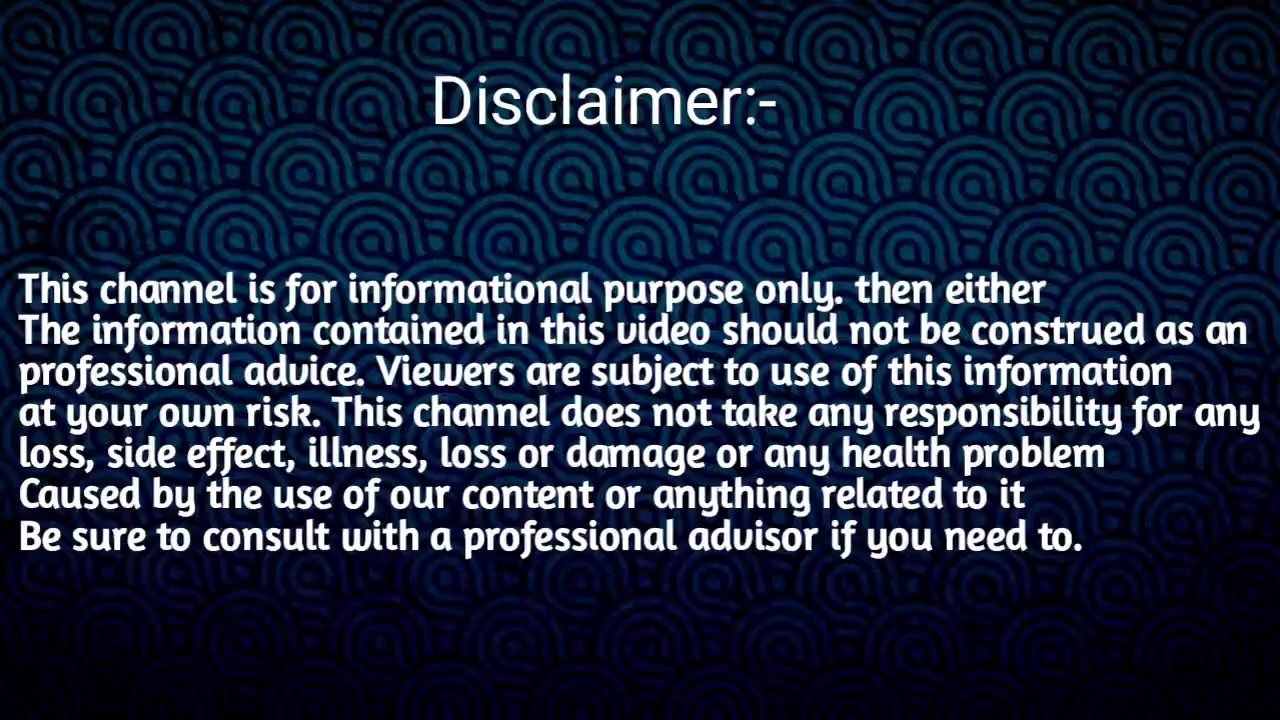 Disclaimer:-
This channel is for informational purpose only. then either
The information contained in this video should not be construed as an
professional advice. Viewers are subject to use of this information
at your own risk. This channel does not take any responsibility for any
loss, side effect, illness, loss or damage or any health problem
Caused by the use of our content or anything related to it
Be sure to consult with a professional advisor if you need to.